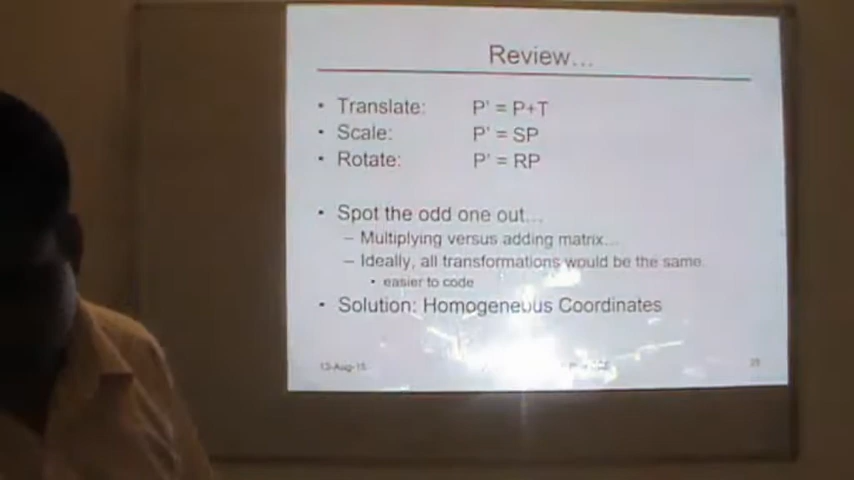 Review...
• Translate: P' = P+T
• Scale: P' = SP
• Rotate: P' = RP
• Spot the odd one out...
– Multiplying versus adding matrix...
– Ideally, all transformations would be the same.
• easier to code
• Solution: Homogeneous Coordinates
13-Aug-15